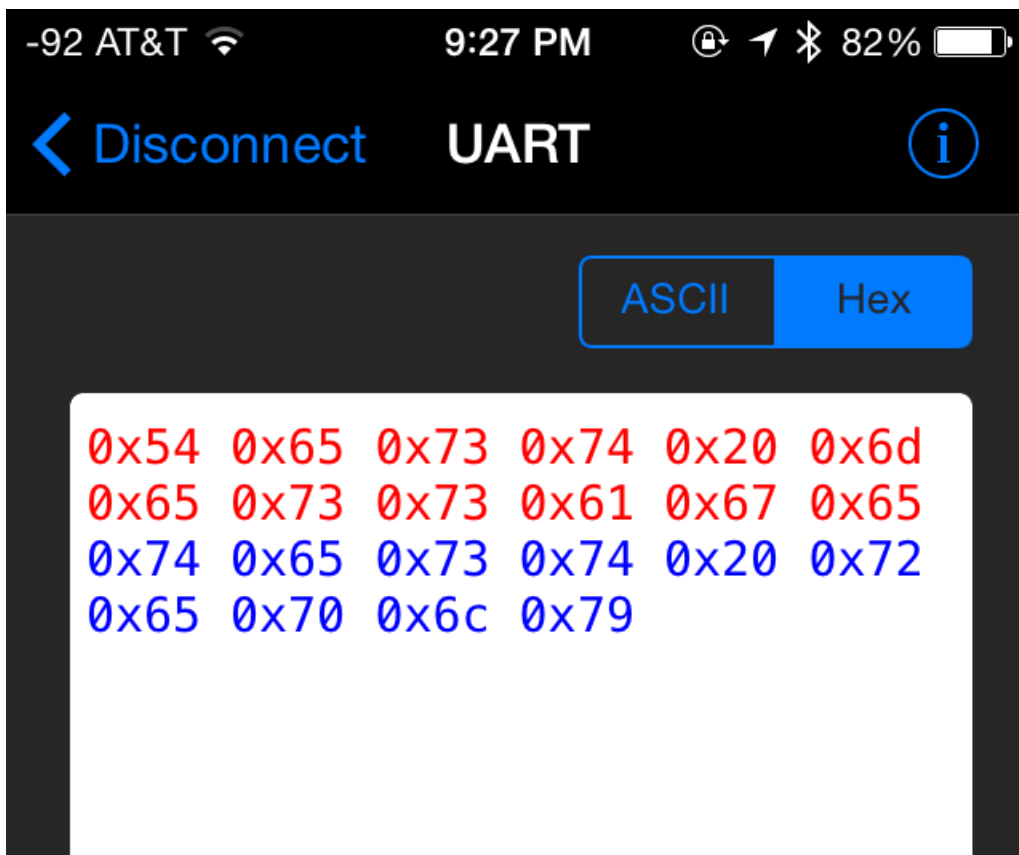 -92 AT&T 9:27 PM 82%
Disconnect UART i
ASCII Hex
0x54 0x65 0x73 0x74 0x20 0x6d
0x65 0x73 0x73 0x61 0x67 0x65
0x74 0x65 0x73 0x74 0x20 0x72
0x65 0x70 0x6c 0x79